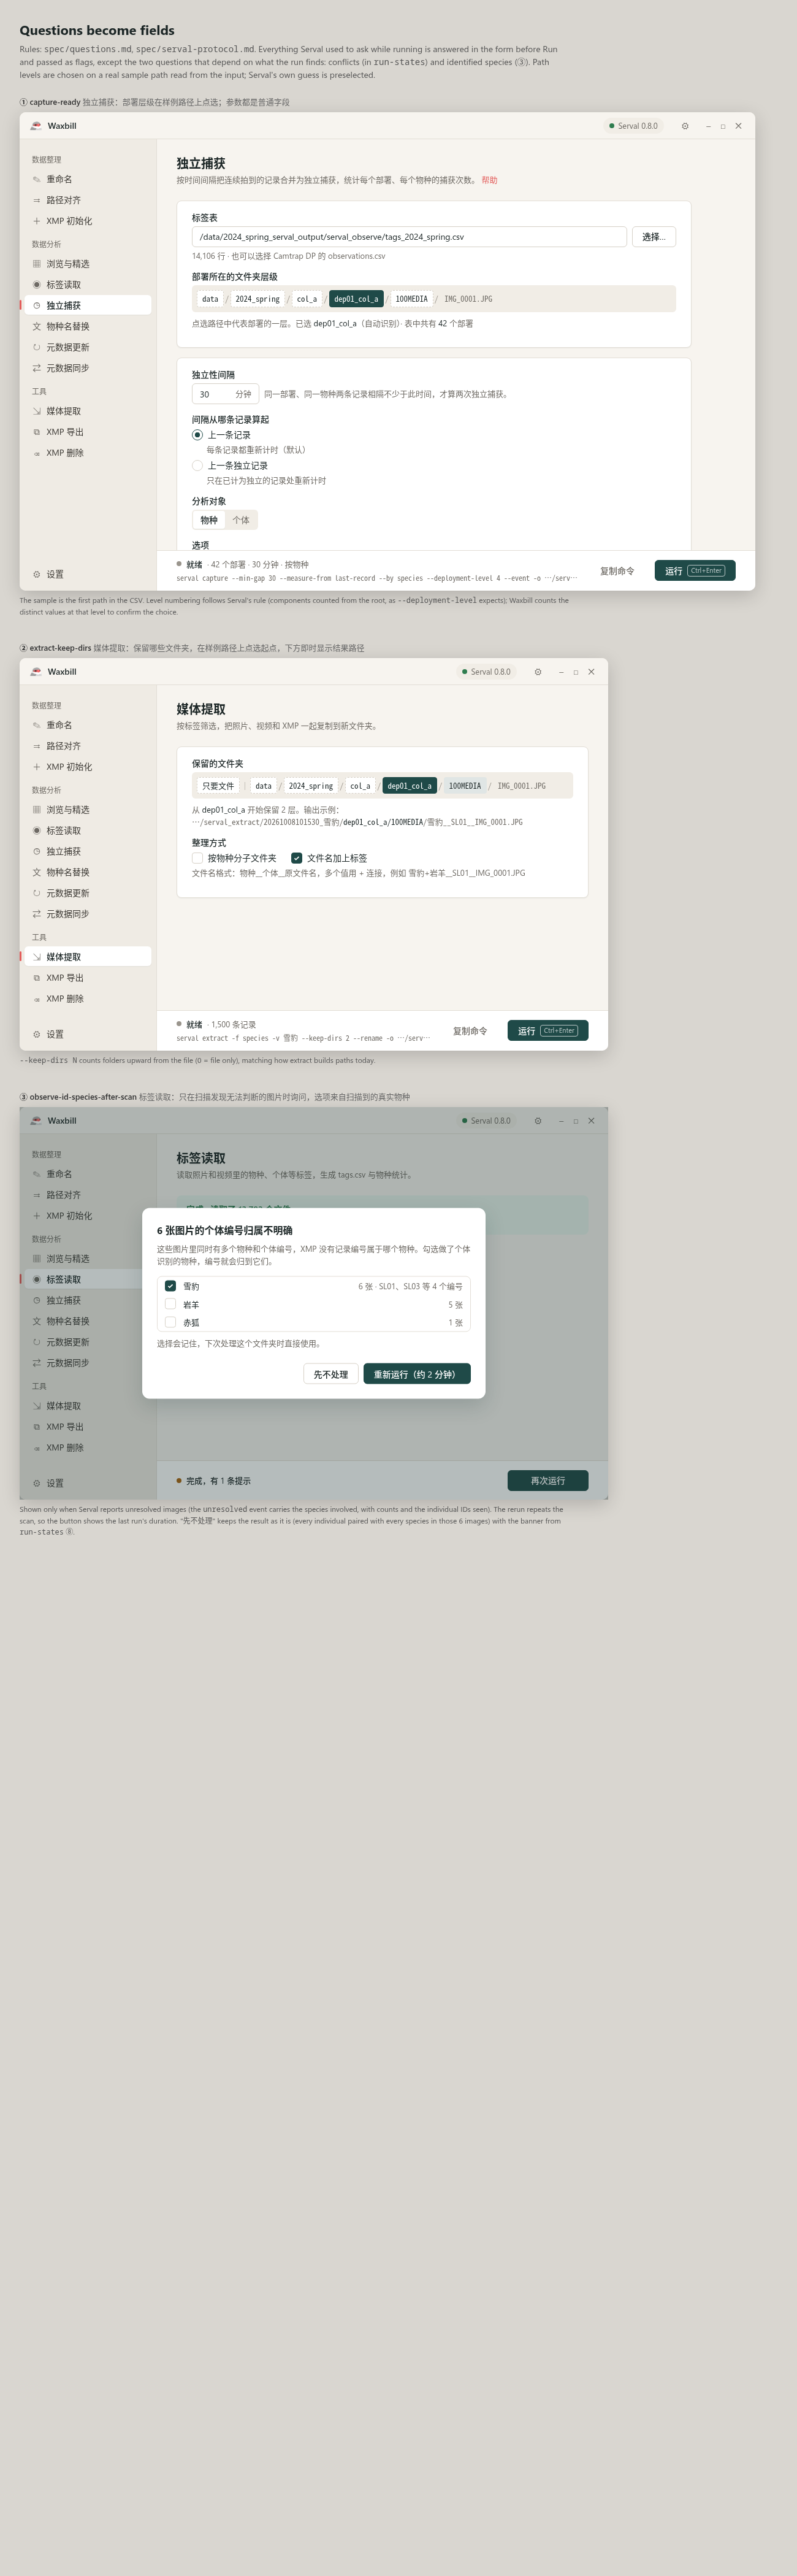 Questions become fields
Rules: spec/questions.md, spec/serval-protocol.md. Everything Serval used to ask while running is answered in the form before Run
and passed as flags, except the two questions that depend on what the run finds: conflicts (in run-states) and identified species (③). Path
levels are chosen on a real sample path read from the input; Serval's own guess is preselected.
① capture-ready 独立捕获：部署层级在样例路径上点选；参数都是普通字段
Waxbill
Serval 0.8.0
数据整理
重命名
路径对齐
XMP 初始化
数据分析
浏览与精选
标签读取
独立捕获
物种名替换
元数据更新
元数据同步
工具
媒体提取
XMP 导出
XMP 删除
设置
独立捕获
按时间间隔把连续拍到的记录合并为独立捕获，统计每个部署、每个物种的捕获次数。 帮助
标签表
/data/2024_spring_serval_output/serval_observe/tags_2024_spring.csv
选择…
14,106 行 · 也可以选择 Camtrap DP 的 observations.csv
部署所在的文件夹层级
data / 2024_spring / col_a / dep01_col_a / 100MEDIA / IMG_0001.JPG
点选路径中代表部署的一层。已选 dep01_col_a（自动识别）· 表中共有 42 个部署
独立性间隔
30 分钟 同一部署、同一物种两条记录相隔不少于此时间，才算两次独立捕获。
间隔从哪条记录算起
上一条记录
每条记录都重新计时（默认）
上一条独立记录
只在已计为独立的记录处重新计时
分析对象
物种 个体
选项
就绪 · 42 个部署 · 30 分钟 · 按物种
serval capture --min-gap 30 --measure-from last-record --by species --deployment-level 4 --event -o ···/serv···
复制命令
运行 Ctrl+Enter
The sample is the first path in the CSV. Level numbering follows Serval's rule (components counted from the root, as --deployment-level expects); Waxbill counts the
distinct values at that level to confirm the choice.
② extract-keep-dirs 媒体提取：保留哪些文件夹，在样例路径上点选起点，下方即时显示结果路径
Waxbill
Serval 0.8.0
数据整理
重命名
路径对齐
XMP 初始化
数据分析
浏览与精选
标签读取
独立捕获
物种名替换
元数据更新
元数据同步
工具
媒体提取
XMP 导出
XMP 删除
设置
媒体提取
按标签筛选，把照片、视频和 XMP 一起复制到新文件夹。
保留的文件夹
只要文件 | data / 2024_spring / col_a / dep01_col_a / 100MEDIA / IMG_0001.JPG
从 dep01_col_a 开始保留 2 层。输出示例：
···/serval_extract/20261008101530_雪豹/dep01_col_a/100MEDIA/雪豹__SL01__IMG_0001.JPG
整理方式
按物种分子文件夹 文件名加上标签
文件名格式：物种__个体__原文件名，多个值用 + 连接，例如 雪豹+岩羊__SL01__IMG_0001.JPG
就绪 · 1,500 条记录
serval extract -f species -v 雪豹 --keep-dirs 2 --rename -o ···/serv···
复制命令
运行 Ctrl+Enter
--keep-dirs N counts folders upward from the file (0 = file only), matching how extract builds paths today.
③ observe-id-species-after-scan 标签读取：只在扫描发现无法判断的图片时询问，选项来自扫描到的真实物种
Waxbill
Serval 0.8.0
数据整理
重命名
路径对齐
XMP 初始化
数据分析
浏览与精选
标签读取
独立捕获
物种名替换
元数据更新
元数据同步
工具
媒体提取
XMP 导出
XMP 删除
设置
标签读取
读取照片和视频里的物种、个体等标签，生成 tags.csv 与物种统计。
6 张图片的个体编号归属不明确
这些图片里同时有多个物种和个体编号，XMP 没有记录编号属于哪个物种。勾选做了个体
识别的物种，编号就会归到它们。
雪豹 6 张 · SL01、SL03 等 4 个编号
岩羊 5 张
赤狐 1 张
选择会记住，下次处理这个文件夹时直接使用。
先不处理
重新运行（约 2 分钟）
完成，有 1 条提示
再次运行
Shown only when Serval reports unresolved images (the unresolved event carries the species involved, with counts and the individual IDs seen). The rerun repeats the
scan, so the button shows the last run's duration. "先不处理" keeps the result as it is (every individual paired with every species in those 6 images) with the banner from
run-states ⑧.